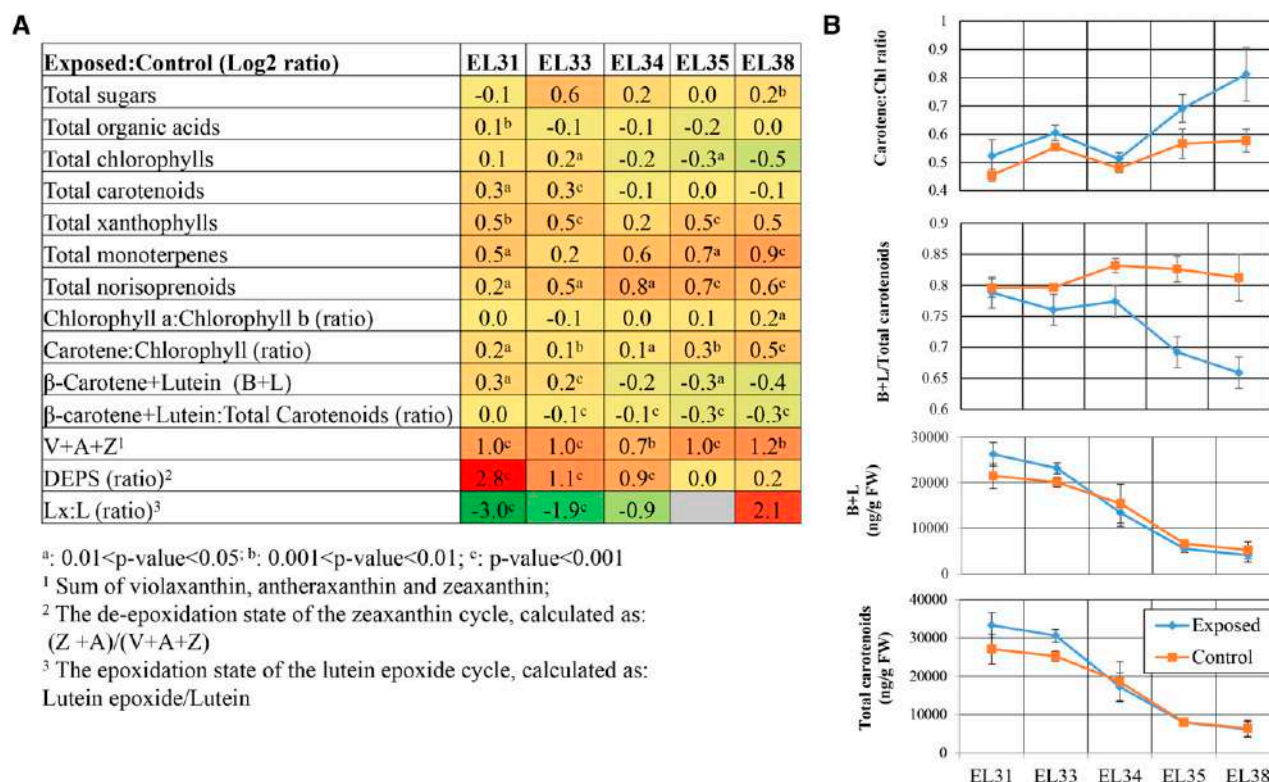 A
Exposed:Control (Log2 ratio) EL31 EL33 EL34 EL35 EL38
Total sugars -0.1 0.6 0.2 0.0 0.2ᵇ
Total organic acids 0.1ᵇ -0.1 -0.1 -0.2 0.0
Total chlorophylls 0.1 0.2ᵃ -0.2 -0.3ᵃ -0.5
Total carotenoids 0.3ᵃ 0.3ᶜ -0.1 0.0 -0.1
Total xanthophylls 0.5ᵇ 0.5ᶜ 0.2 0.5ᶜ 0.5
Total monoterpenes 0.5ᵃ 0.2 0.6 0.7ᵃ 0.9ᶜ
Total norisoprenoids 0.2ᵃ 0.5ᵃ 0.8ᵃ 0.7ᶜ 0.6ᶜ
Chlorophyll a:Chlorophyll b (ratio) 0.0 -0.1 0.0 0.1 0.2ᵃ
Carotene:Chlorophyll (ratio) 0.2ᵃ 0.1ᵇ 0.1ᵃ 0.3ᵇ 0.5ᶜ
β-Carotene+Lutein (B+L) 0.3ᵃ 0.2ᶜ -0.2 -0.3ᵃ -0.4
β-carotene+Lutein:Total Carotenoids (ratio) 0.0 -0.1ᶜ -0.1ᶜ -0.3ᶜ -0.3ᶜ
V+A+Z¹ 1.0ᶜ 1.0ᶜ 0.7ᵇ 1.0ᶜ 1.2ᵇ
DEPS (ratio)² 2.8ᶜ 1.1ᶜ 0.9ᶜ 0.0 0.2
Lx:L (ratio)³ -3.0ᶜ -1.9ᶜ -0.9 2.1
ᵃ: 0.01<p-value<0.05; ᵇ: 0.001<p-value<0.01; ᶜ: p-value<0.001
¹ Sum of violaxanthin, antheraxanthin and zeaxanthin;
² The de-epoxidation state of the zeaxanthin cycle, calculated as:
(Z +A)/(V+A+Z)
³ The epoxidation state of the lutein epoxide cycle, calculated as:
Lutein epoxide/Lutein
B
Carotene:Chl ratio
1
0.9
0.8
0.7
0.6
0.5
0.4
B+L/Total carotenoids
0.9
0.85
0.8
0.75
0.7
0.65
0.6
B+L
(ng/g FW)
30000
20000
10000
0
Total carotenoids
(ng/g FW)
40000
30000
20000
10000
0
Exposed
Control
EL31 EL33 EL34 EL35 EL38